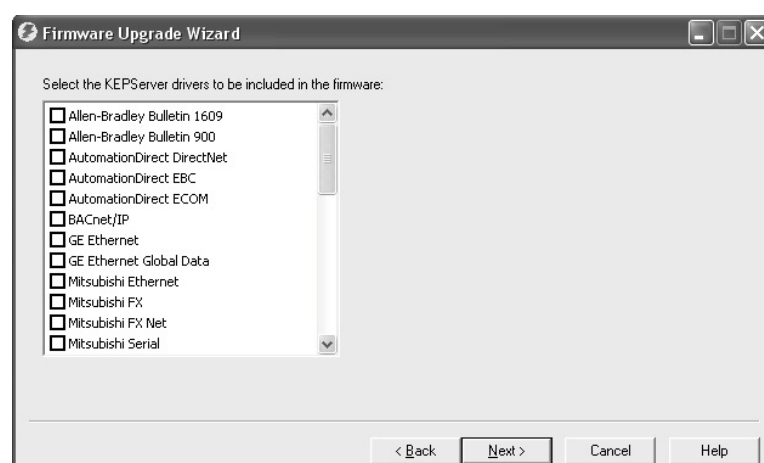 Firmware Upgrade Wizard
Select the KEPServer drivers to be included in the firmware:
Allen-Bradley Bulletin 1609
Allen-Bradley Bulletin 900
AutomationDirect DirectNet
AutomationDirect EBC
AutomationDirect ECOM
BACnet/IP
GE Ethernet
GE Ethernet Global Data
Mitsubishi Ethernet
Mitsubishi FX
Mitsubishi FX Net
Mitsubishi Serial
< Back Next > Cancel Help